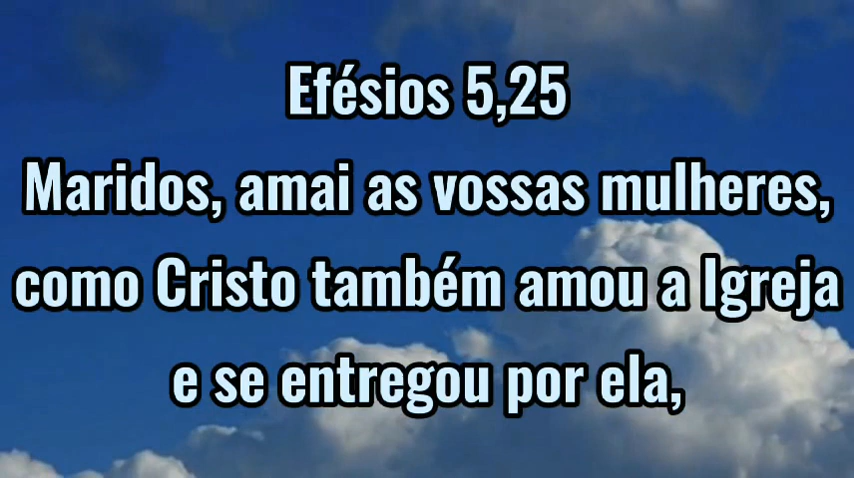 Efésios 5,25
Maridos, amai as vossas mulheres,
como Cristo também amou a Igreja
e se entregou por ela,